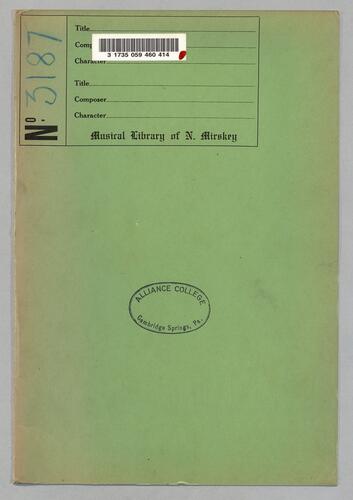 No. 3187
Title
Comp
3 1735 059 460 414
Character
Title
Composer
Character
Musical Library of N. Mirskey
ALLIANCE COLLEGE
Cambridge Springs, Pa.